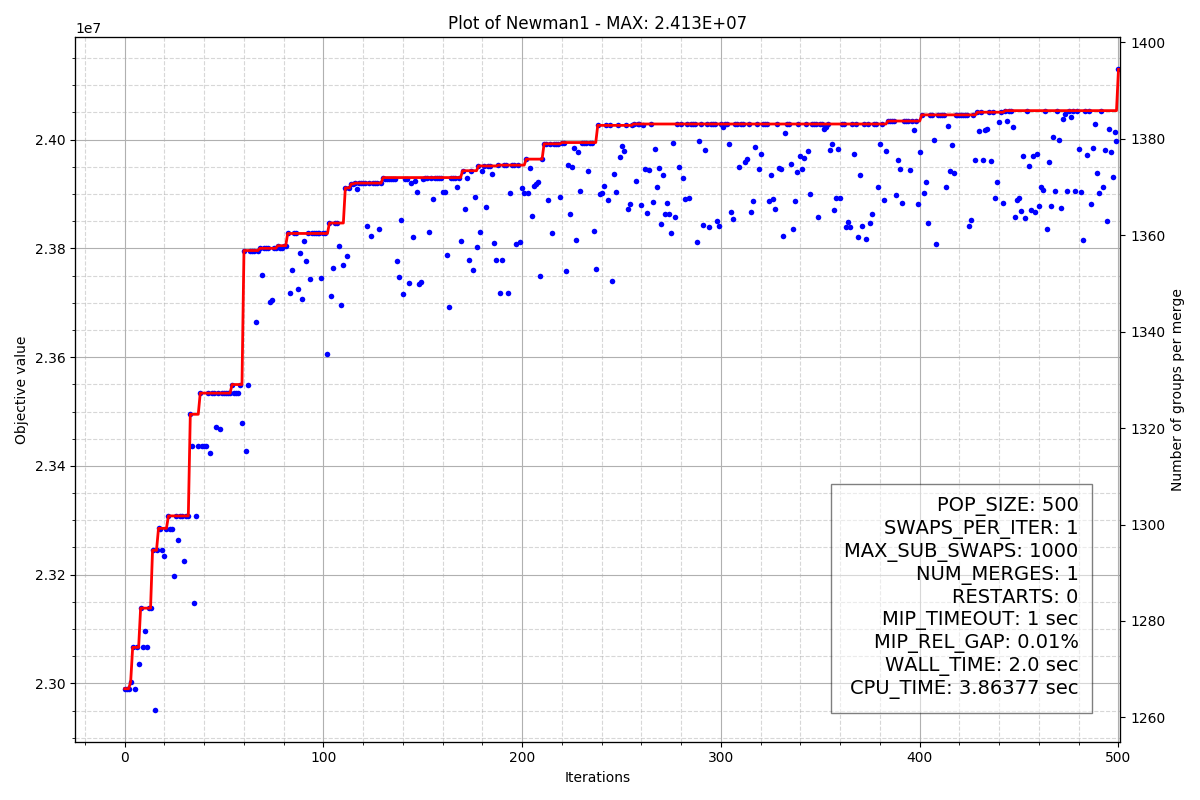 Plot of Newman1 - MAX: 2.413E+07
1e7
1400
2.40
1380
2.38
1360
2.36
1340
2.34
1320
2.32
1300
2.30
1280
1260
Objective value
Number of groups per merge
POP_SIZE: 500
SWAPS_PER_ITER: 1
MAX_SUB_SWAPS: 1000
NUM_MERGES: 1
RESTARTS: 0
MIP_TIMEOUT: 1 sec
MIP_REL_GAP: 0.01%
WALL_TIME: 2.0 sec
CPU_TIME: 3.86377 sec
0 100 200 300 400 500
Iterations